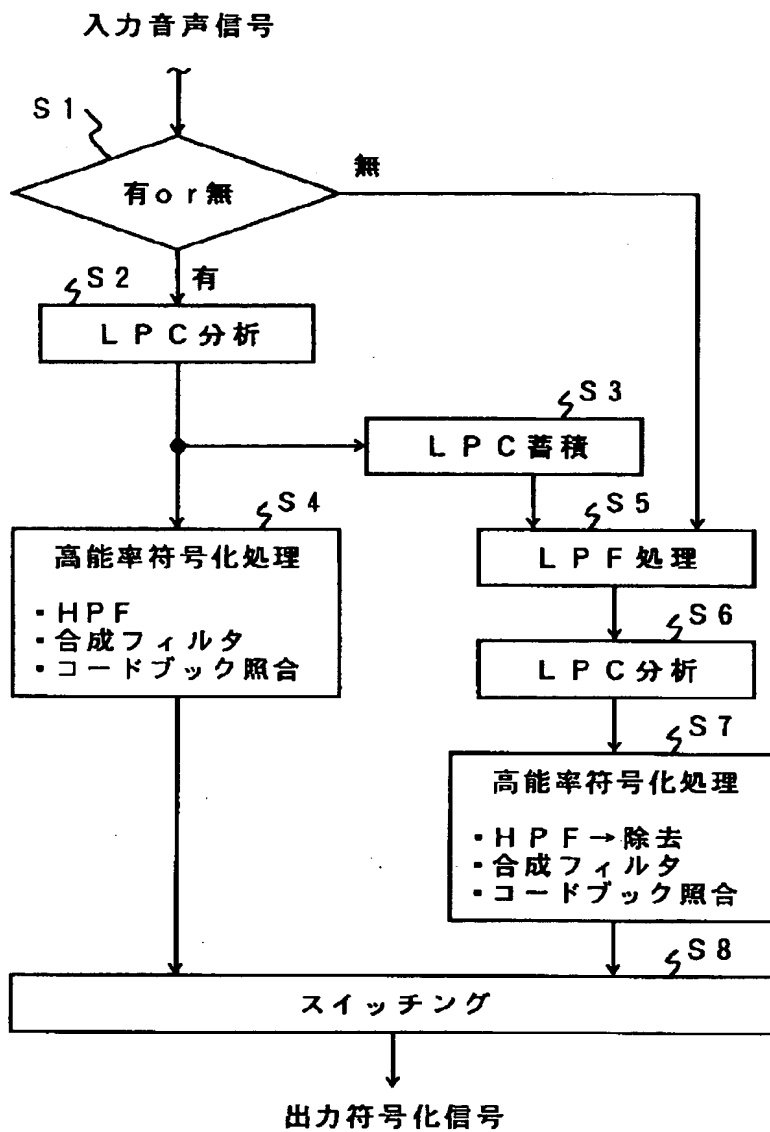 入力音声信号
S1
無
有or無
S2
有
LPC分析
S3
LPC蓄積
S4
S5
高能率符号化処理
・HPF
・合成フィルタ
・コードブック照合
LPF処理
S6
LPC分析
S7
高能率符号化処理
・HPF→除去
・合成フィルタ
・コードブック照合
S8
スイッチング
出力符号化信号